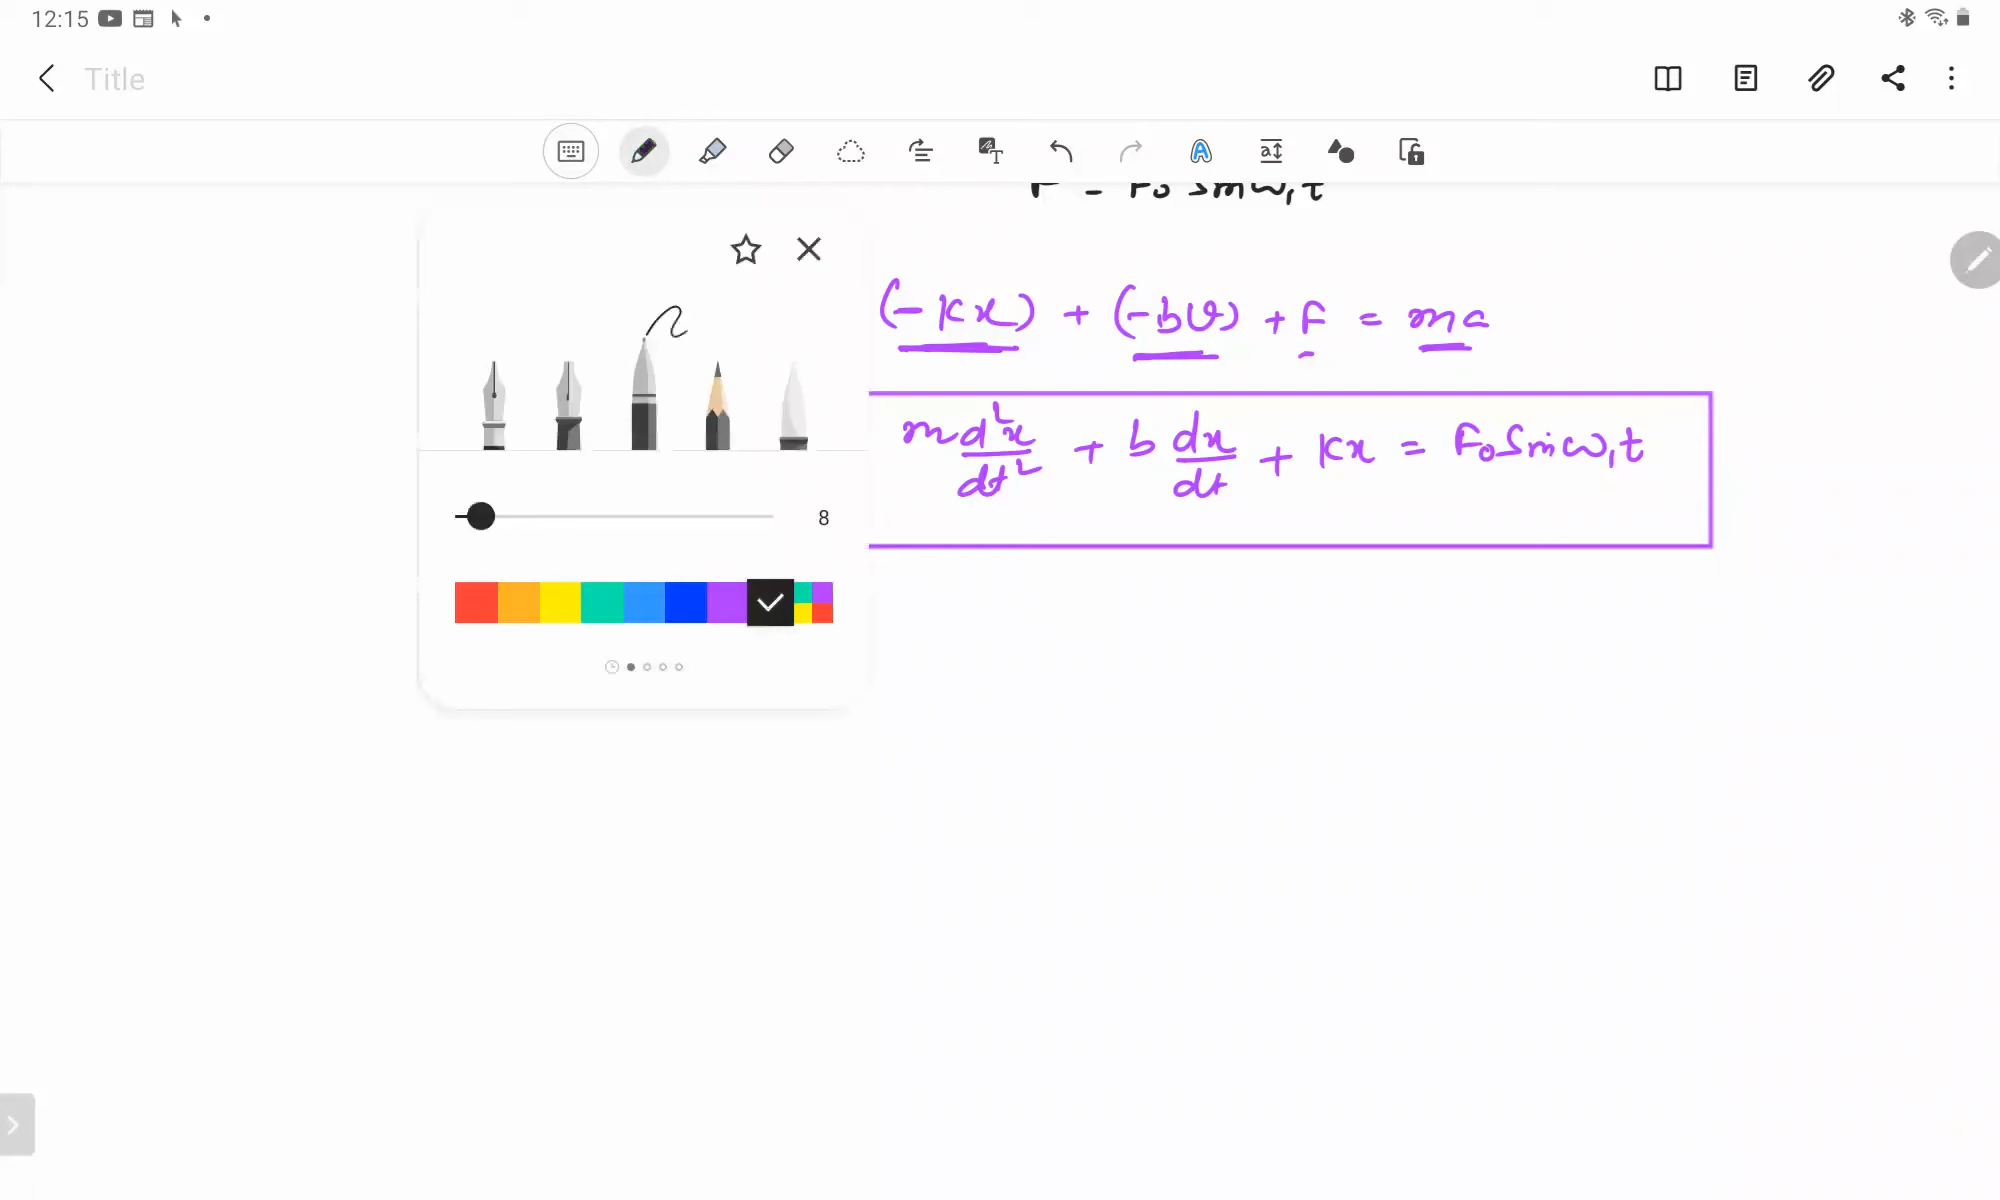 12:15
Title
F = F₀ sin ω₁t
(-kx) + (-bv) + F = ma
m d²x/dt² + b dx/dt + kx = F₀ sin ω₁t
8